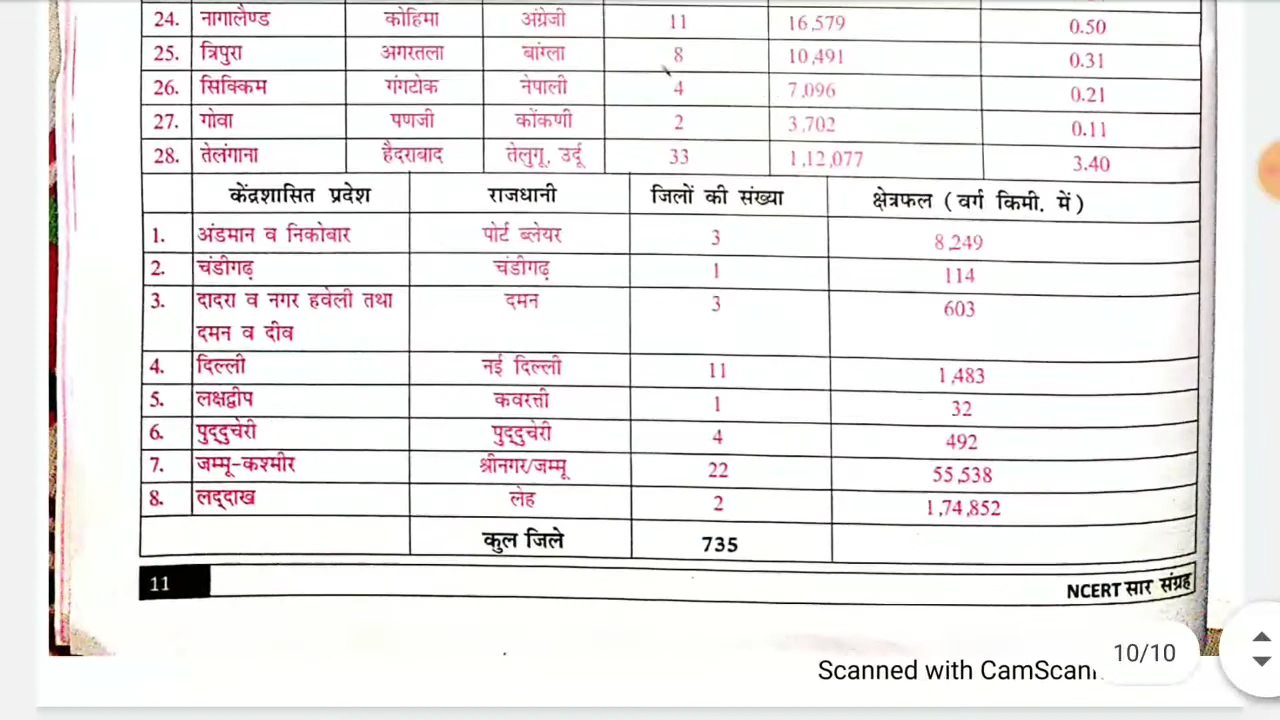 24. नागालैण्ड कोहिमा अंग्रेजी 11 16,579 0.50
25. त्रिपुरा अगरतला बांग्ला 8 10,491 0.31
26. सिक्किम गंगटोक नेपाली 4 7,096 0.21
27. गोवा पणजी कोंकणी 2 3,702 0.11
28. तेलंगाना हैदराबाद तेलुगू, उर्दू 33 1,12,077 3.40
केंद्रशासित प्रदेश राजधानी जिलों की संख्या क्षेत्रफल (वर्ग किमी. में)
1. अंडमान व निकोबार पोर्ट ब्लेयर 3 8,249
2. चंडीगढ़ चंडीगढ़ 1 114
3. दादरा व नगर हवेली तथा दमन 3 603
दमन व दीव
4. दिल्ली नई दिल्ली 11 1,483
5. लक्षद्वीप कवरत्ती 1 32
6. पुद्दुचेरी पुद्दुचेरी 4 492
7. जम्मू-कश्मीर श्रीनगर/जम्मू 22 55,538
8. लद्दाख लेह 2 1,74,852
कुल जिले 735
11 NCERT सार संग्रह
10/10
Scanned with CamScan